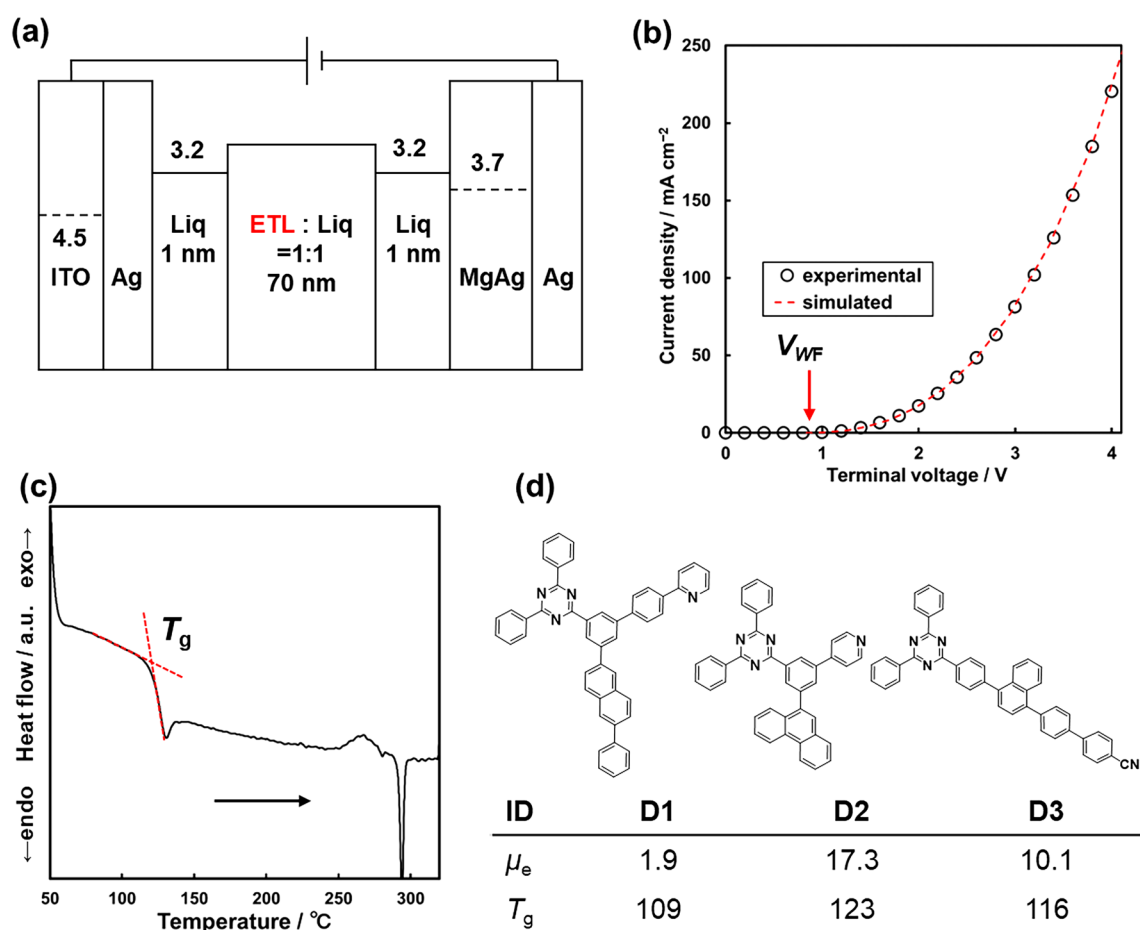 (a)
3.2
3.2
3.7
4.5
ITO
Ag
Liq
1 nm
ETL : Liq
=1:1
70 nm
Liq
1 nm
MgAg
Ag
(b)
Current density / mA cm⁻²
250
200
150
100
50
0
experimental
simulated
V_WF
0 1 2 3 4
Terminal voltage / V
(c)
←endo Heat flow / a.u. exo→
T_g
50 100 150 200 250 300
Temperature / ℃
(d)
N
N
N
N
N
N
N
N
N
N
N
CN
ID D1 D2 D3
μ_e 1.9 17.3 10.1
T_g 109 123 116